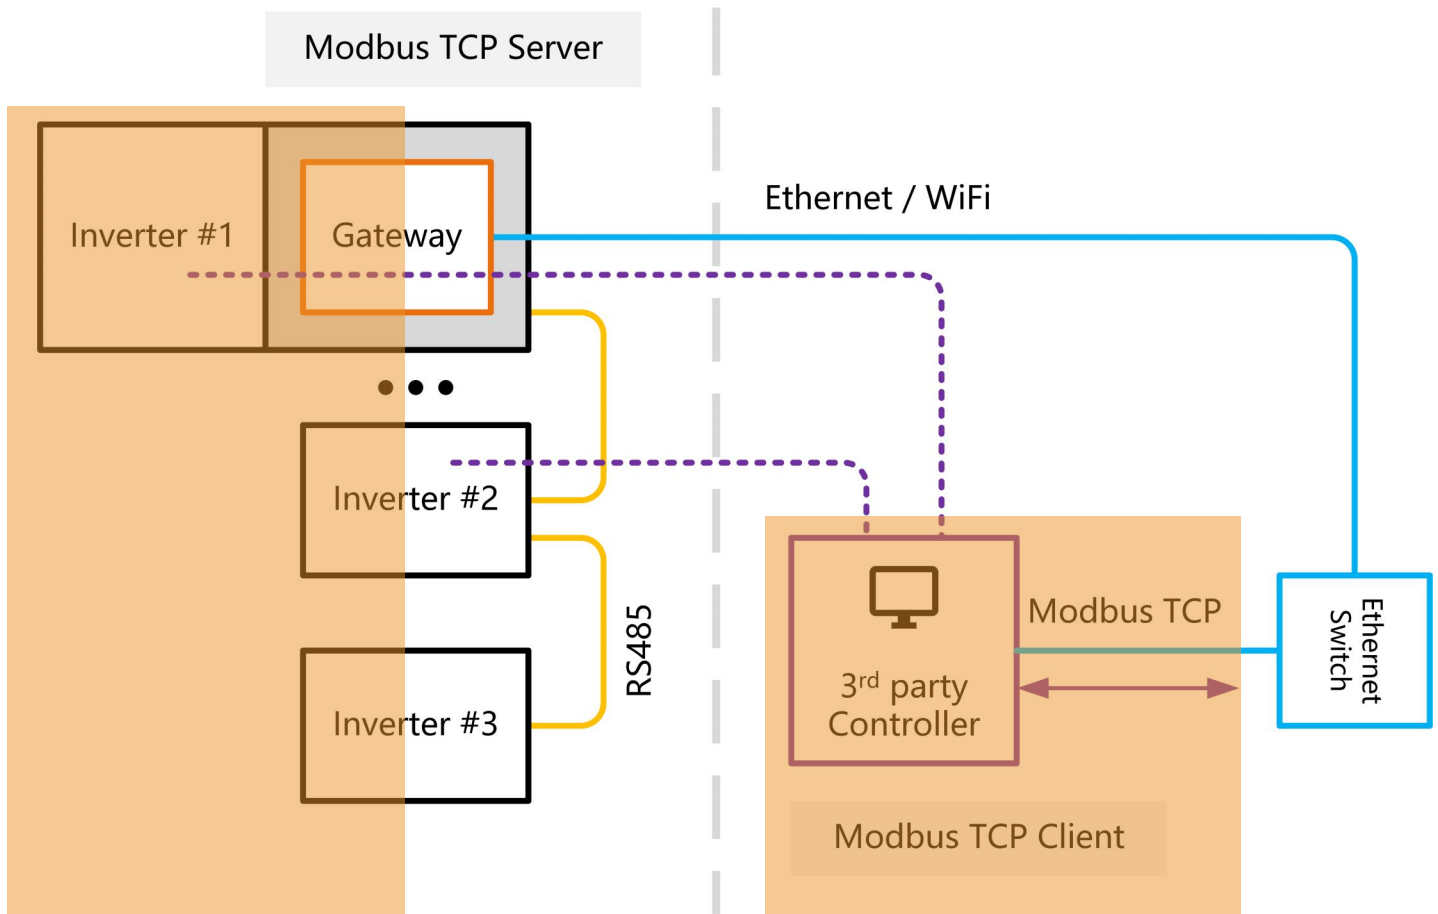 Modbus TCP Server
Ethernet / WiFi
Inverter #1
Gateway
Inverter #2
Inverter #3
RS485
Modbus TCP
3rd party
Controller
Ethernet
Switch
Modbus TCP Client